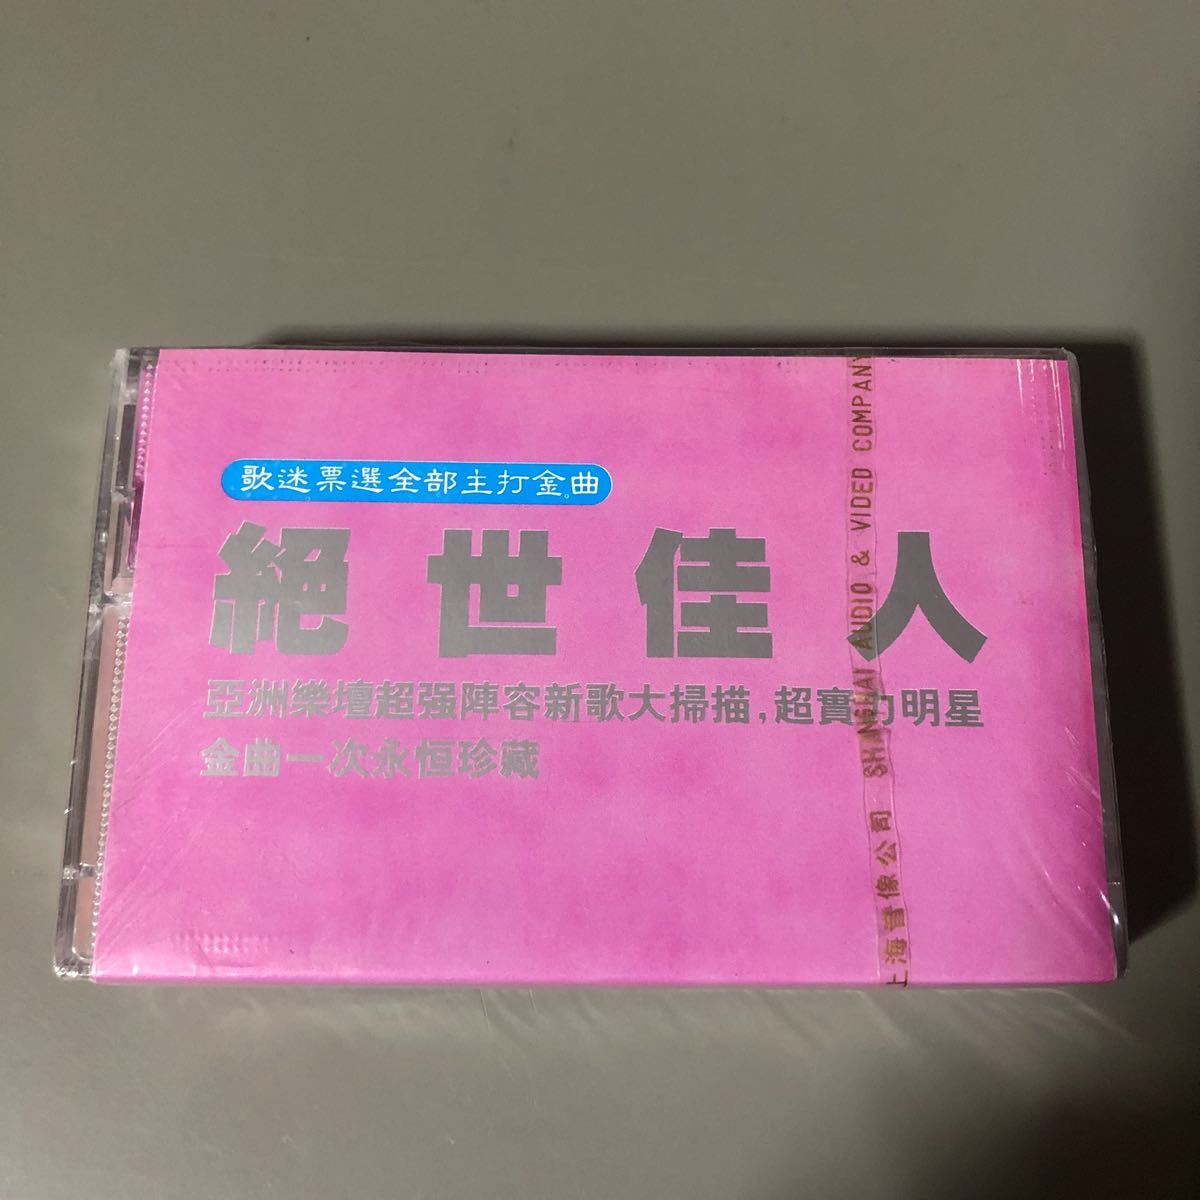 歌迷票選全部主打金曲
絕世佳人
亞洲樂壇超强陣容新歌大掃描,超實力明星
金曲一次永恒珍藏
上海音像公司 SHANGHAI AUDIO & VIDEO COMPANY